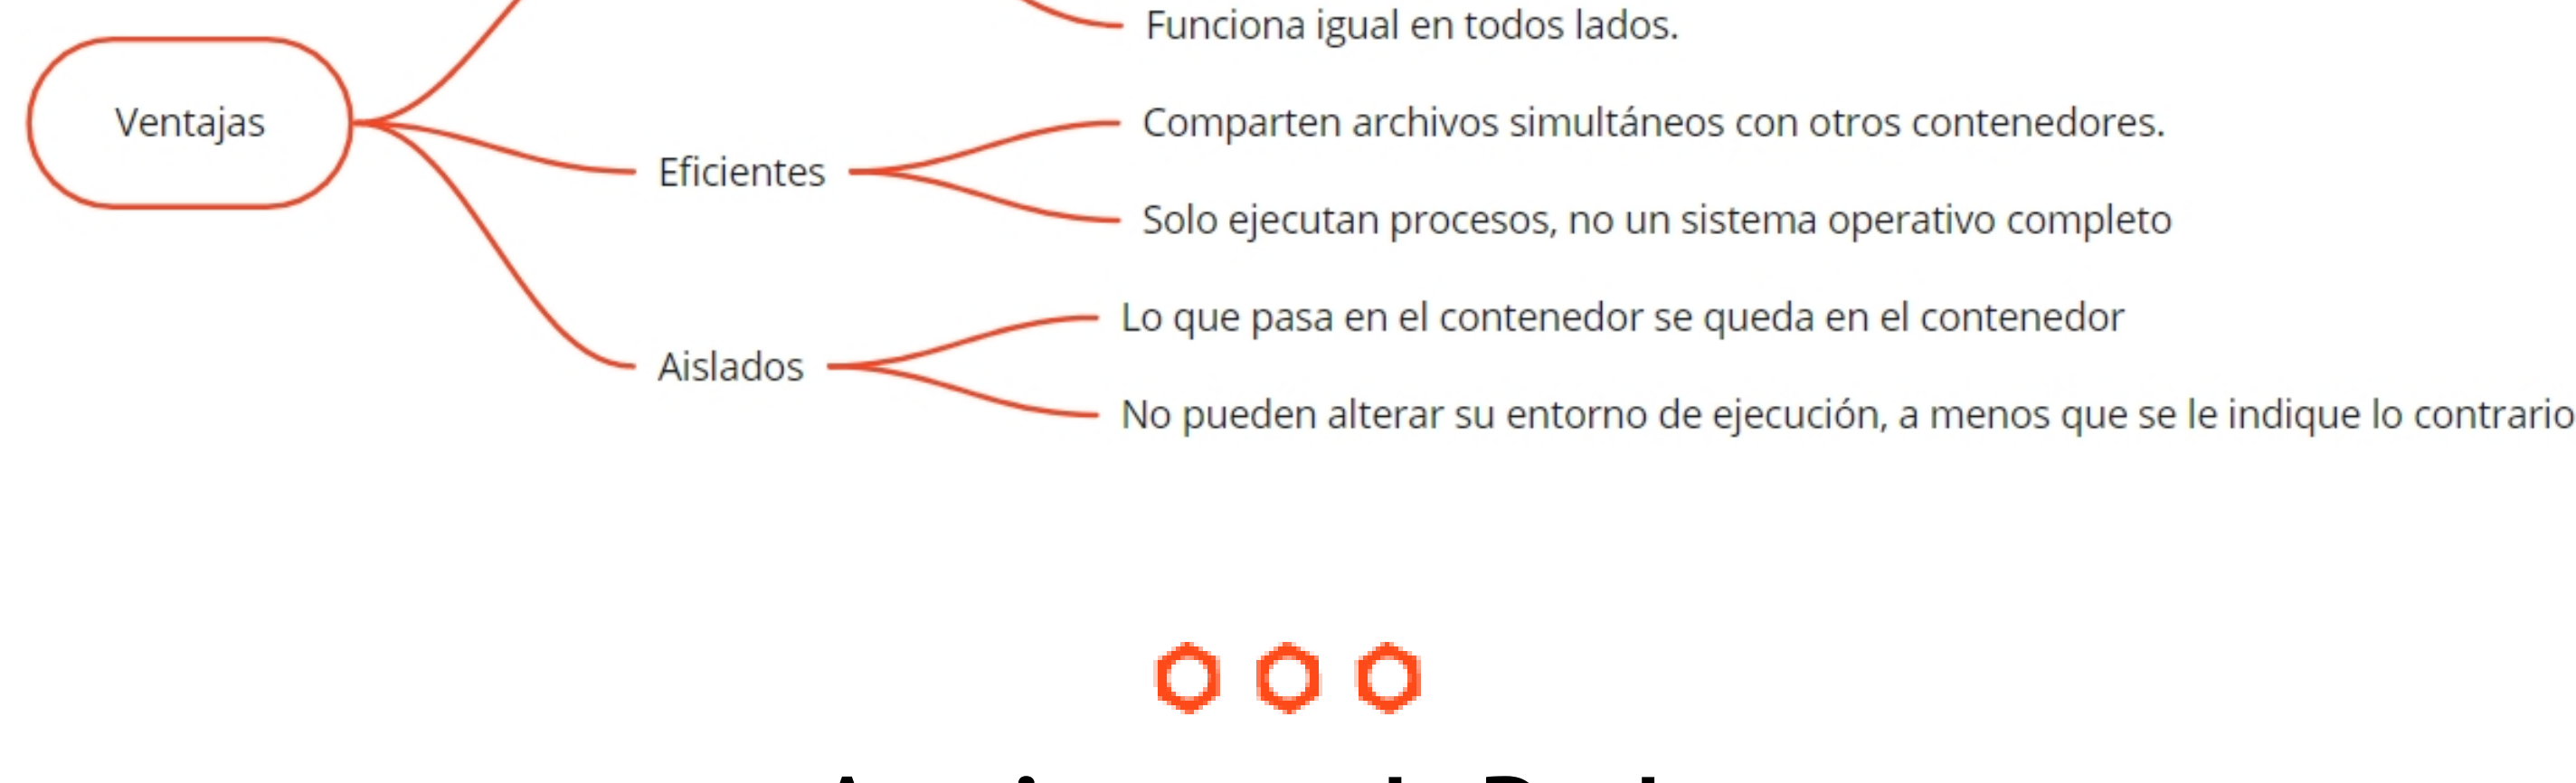 Funciona igual en todos lados.
Ventajas
Comparten archivos simultáneos con otros contenedores.
Eficientes
Solo ejecutan procesos, no un sistema operativo completo
Lo que pasa en el contenedor se queda en el contenedor
Aislados
No pueden alterar su entorno de ejecución, a menos que se le indique lo contrario